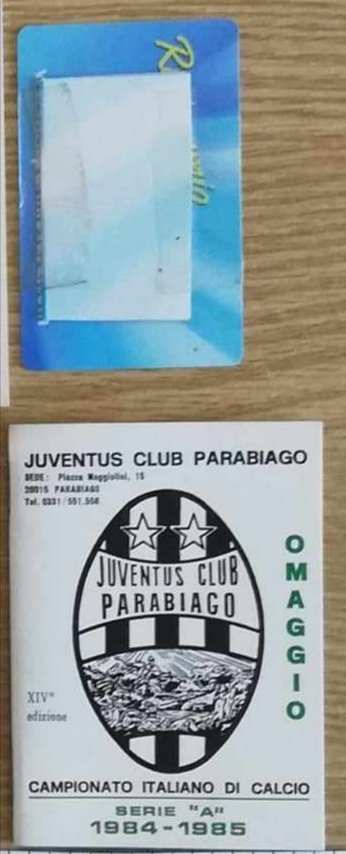 JUVENTUS CLUB PARABIAGO
SEDE: Piazza Maggiolini, 15
20015 PARABIAGO
Tel. 0331/551.558
JUVENTUS CLUB
PARABIAGO
OMAGGIO
XIVª
edizione
CAMPIONATO ITALIANO DI CALCIO
SERIE "A"
1984-1985